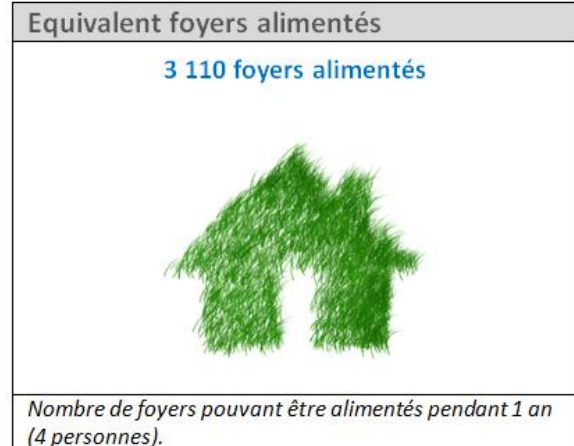 Equivalent foyers alimentés
3 110 foyers alimentés
Nombre de foyers pouvant être alimentés pendant 1 an
(4 personnes).